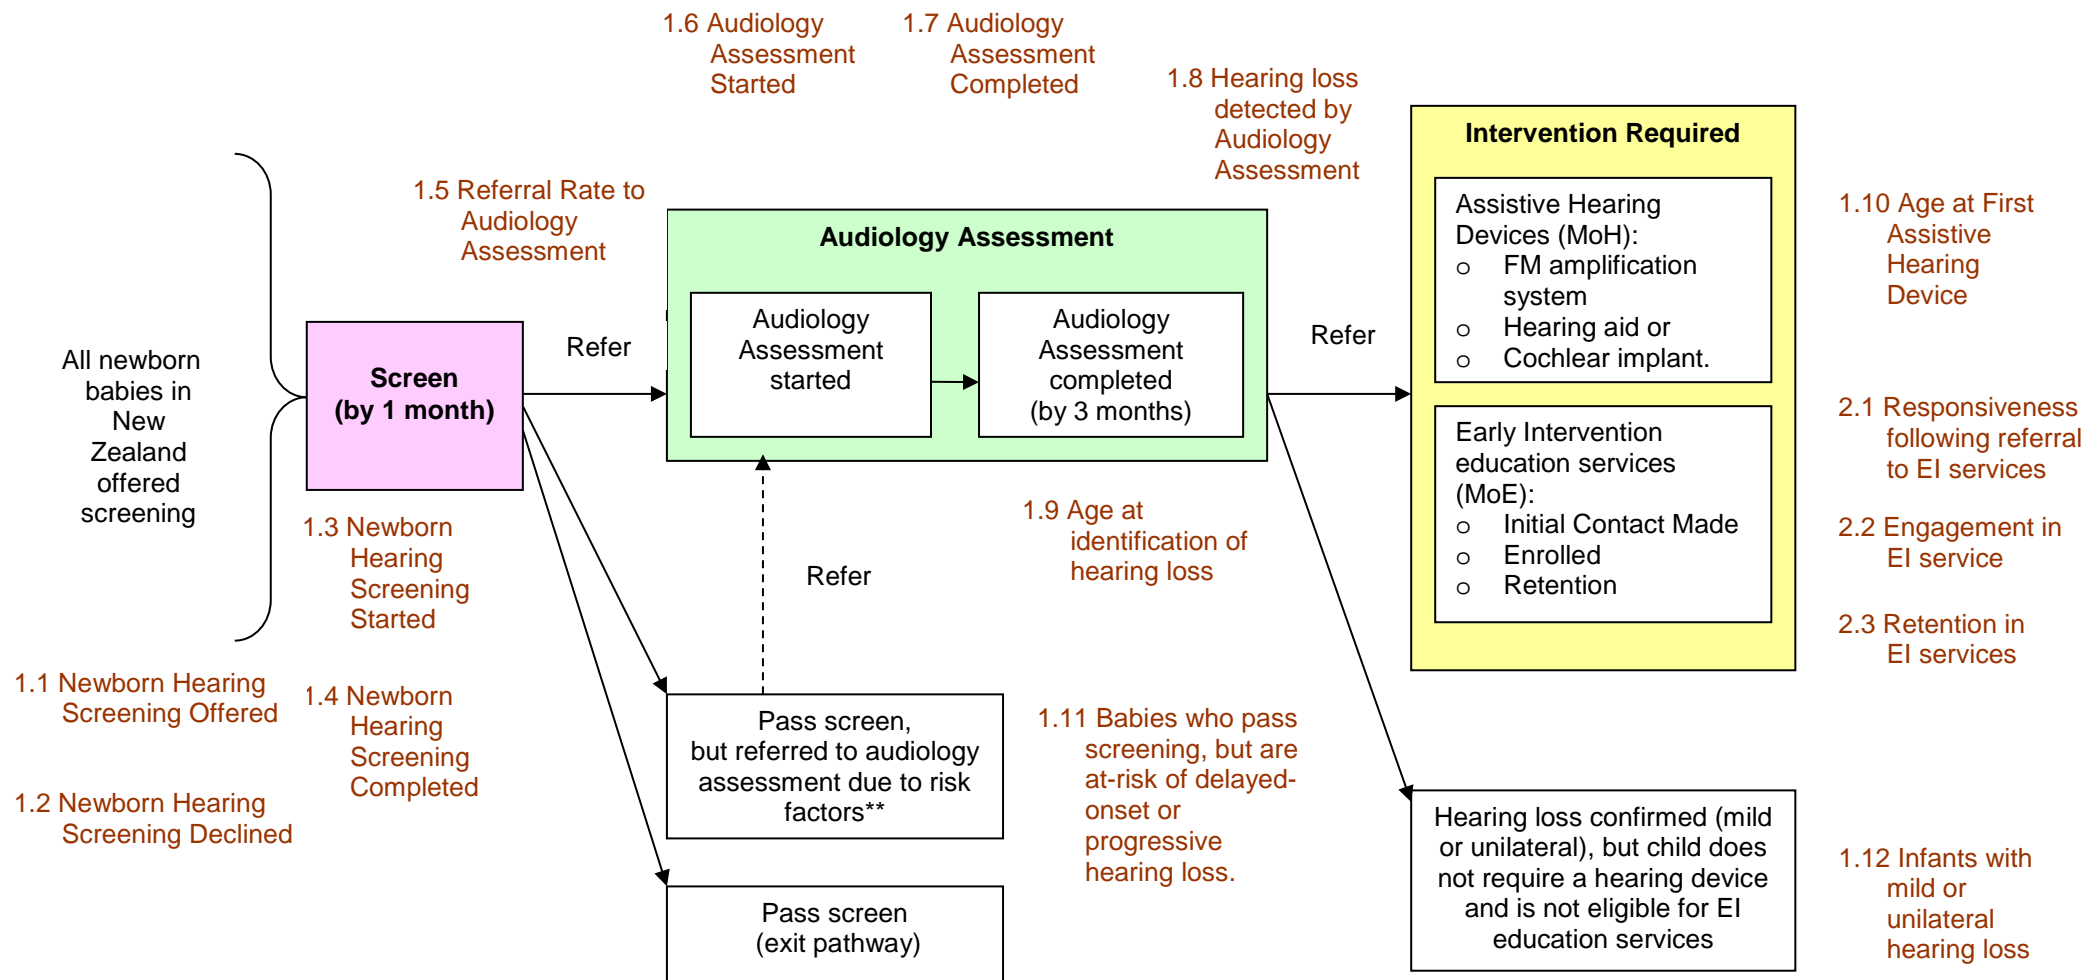 1.6 Audiology
Assessment
Started
1.7 Audiology
Assessment
Completed
1.8 Hearing loss
detected by
Audiology
Assessment
1.5 Referral Rate to
Audiology
Assessment
All newborn
babies in
New
Zealand
offered
screening
Screen
(by 1 month)
Refer
Audiology Assessment
Audiology
Assessment
started
Audiology
Assessment
completed
(by 3 months)
Refer
Intervention Required
Assistive Hearing
Devices (MoH):
o FM amplification
system
o Hearing aid or
o Cochlear implant.
Early Intervention
education services
(MoE):
o Initial Contact Made
o Enrolled
o Retention
1.10 Age at First
Assistive
Hearing
Device
2.1 Responsiveness
following referral
to EI services
2.2 Engagement in
EI service
2.3 Retention in
EI services
1.3 Newborn
Hearing
Screening
Started
1.9 Age at
identification of
hearing loss
Refer
1.1 Newborn Hearing
Screening Offered
1.2 Newborn Hearing
Screening Declined
1.4 Newborn
Hearing
Screening
Completed
Pass screen,
but referred to audiology
assessment due to risk
factors**
1.11 Babies who pass
screening, but are
at-risk of delayed-
onset or
progressive
hearing loss.
Pass screen
(exit pathway)
Hearing loss confirmed (mild
or unilateral), but child does
not require a hearing device
and is not eligible for EI
education services
1.12 Infants with
mild or
unilateral
hearing loss